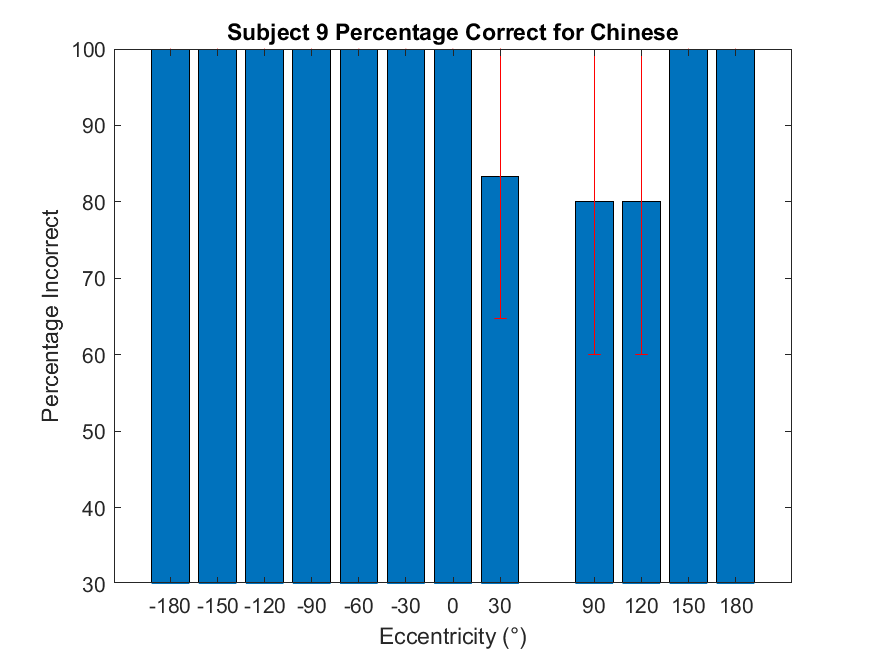 Subject 9 Percentage Correct for Chinese
100
90
80
70
60
50
40
30
Percentage Incorrect
-180 -150 -120 -90 -60 -30 0 30 90 120 150 180
Eccentricity (°)